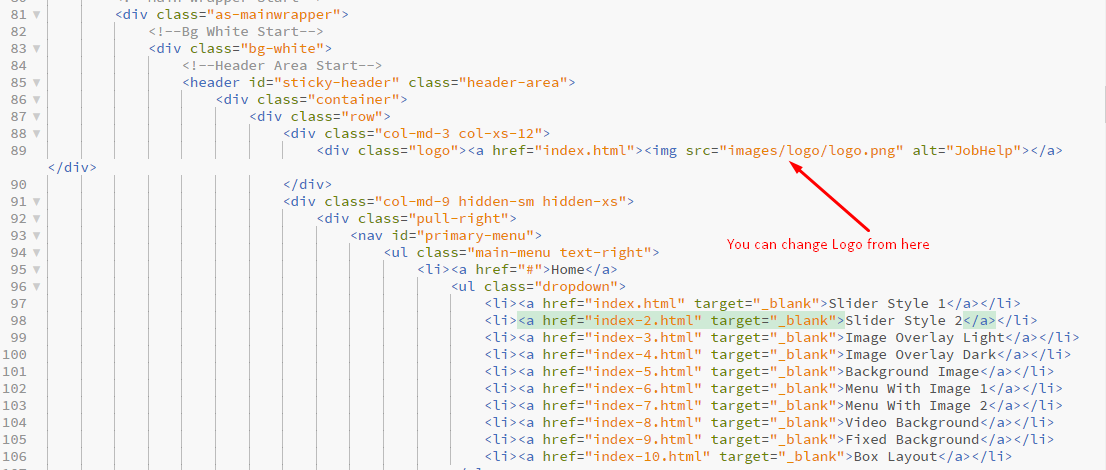 80 <!--Main Wrapper Start-->
81 <div class="as-mainwrapper">
82 <!--Bg White Start-->
83 <div class="bg-white">
84 <!--Header Area Start-->
85 <header id="sticky-header" class="header-area">
86 <div class="container">
87 <div class="row">
88 <div class="col-md-3 col-xs-12">
89 <div class="logo"><a href="index.html"><img src="images/logo/logo.png" alt="JobHelp"></a>
</div>
90 </div>
91 <div class="col-md-9 hidden-sm hidden-xs">
92 <div class="pull-right">
93 <nav id="primary-menu">
You can change Logo from here
94 <ul class="main-menu text-right">
95 <li><a href="#">Home</a>
96 <ul class="dropdown">
97 <li><a href="index.html" target="_blank">Slider Style 1</a></li>
98 <li><a href="index-2.html" target="_blank">Slider Style 2</a></li>
99 <li><a href="index-3.html" target="_blank">Image Overlay Light</a></li>
100 <li><a href="index-4.html" target="_blank">Image Overlay Dark</a></li>
101 <li><a href="index-5.html" target="_blank">Background Image</a></li>
102 <li><a href="index-6.html" target="_blank">Menu With Image 1</a></li>
103 <li><a href="index-7.html" target="_blank">Menu With Image 2</a></li>
104 <li><a href="index-8.html" target="_blank">Video Background</a></li>
105 <li><a href="index-9.html" target="_blank">Fixed Background</a></li>
106 <li><a href="index-10.html" target="_blank">Box Layout</a></li>